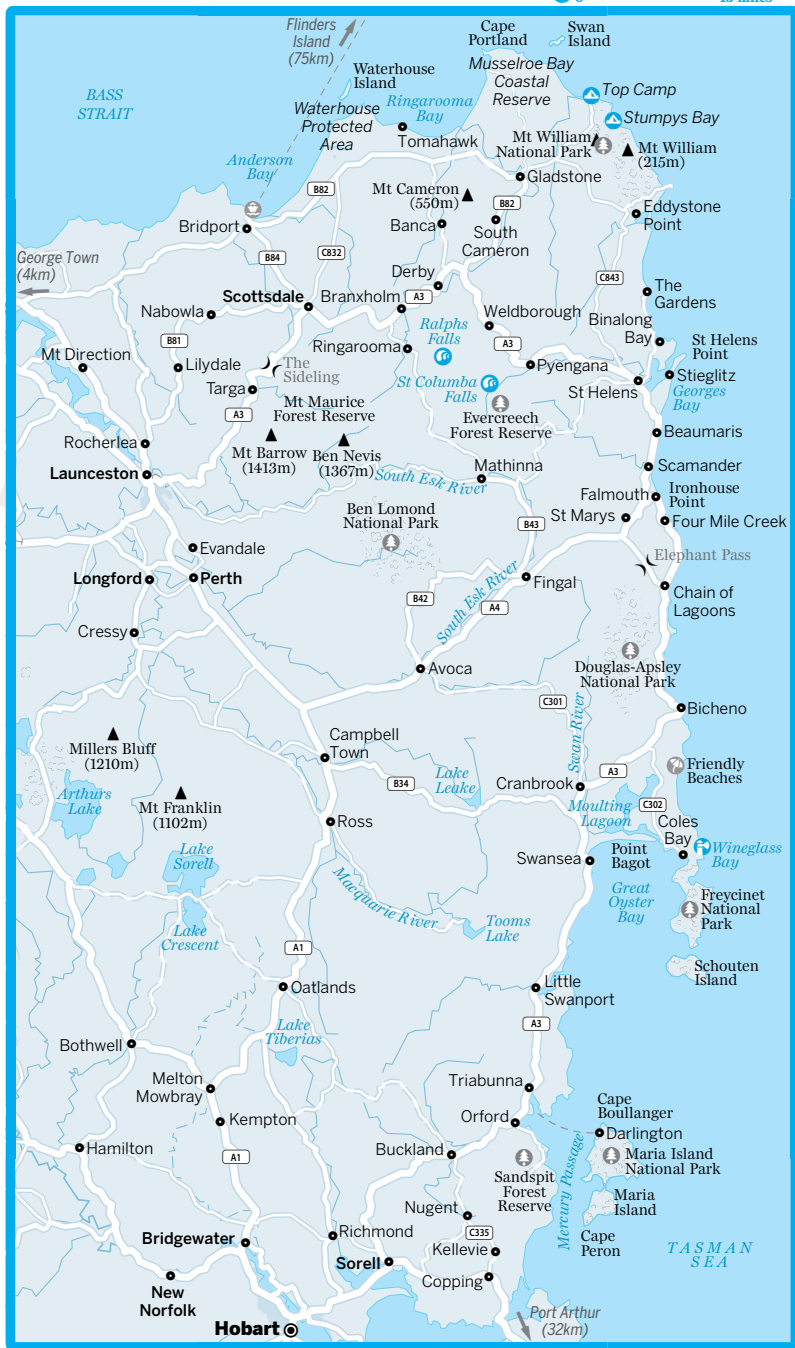 Flinders
Island
(75km)
Cape
Portland
Swan
Island
Musselroe Bay
Coastal
Reserve
Waterhouse
Island
Top Camp
BASS
STRAIT
Ringarooma
Bay
Waterhouse
Protected
Area
Stumpys Bay
Tomahawk
Mt William
National Park
Mt William
(215m)
Anderson
Bay
Gladstone
B82
Mt Cameron
(550m)
B82
Eddystone
Point
Bridport
Banca
South
Cameron
C832
George Town
(4km)
B84
Derby
C843
Scottsdale
Branxholm
A3
The
Gardens
Nabowla
Weldborough
Binalong
Bay
Ralphs
Falls
B81
Ringarooma
A3
St Helens
Point
Mt Direction
Lilydale
The
Sideling
Pyengana
Stieglitz
St Columba
Falls
St Helens
Georges
Bay
Targa
Mt Maurice
Forest Reserve
A3
Evercreech
Forest Reserve
Beaumaris
Rocherlea
Mt Barrow
(1413m)
Ben Nevis
(1367m)
Mathinna
Scamander
Launceston
South Esk River
Falmouth
Ironhouse
Point
Ben Lomond
National Park
B43
St Marys
Four Mile Creek
Evandale
Elephant Pass
Longford
Perth
Fingal
South Esk River
Chain of
Lagoons
B42
A4
Cressy
Avoca
Douglas-Apsley
National Park
C301
Swan River
Bicheno
Millers Bluff
(1210m)
Campbell
Town
Friendly
Beaches
A3
B34
Lake
Leake
Cranbrook
Arthurs
Lake
Mt Franklin
(1102m)
Moulting
Lagoon
C302
Ross
Coles
Bay
Wineglass
Bay
Lake
Sorell
Swansea
Point
Bagot
Macquarie River
Great
Oyster
Bay
Freycinet
National
Park
Lake
Crescent
Tooms
Lake
A1
Schouten
Island
Oatlands
Little
Swanport
A3
Lake
Tiberias
Bothwell
Melton
Mowbray
Triabunna
Cape
Boullanger
Kempton
Orford
Darlington
Hamilton
A1
Buckland
Maria Island
National Park
Sandspit
Forest
Reserve
Mercury Passage
Maria
Island
Nugent
Cape
Peron
Bridgewater
Richmond
C335
TASMAN
SEA
Sorell
Kellevie
New
Norfolk
Copping
Port Arthur
(32km)
Hobart